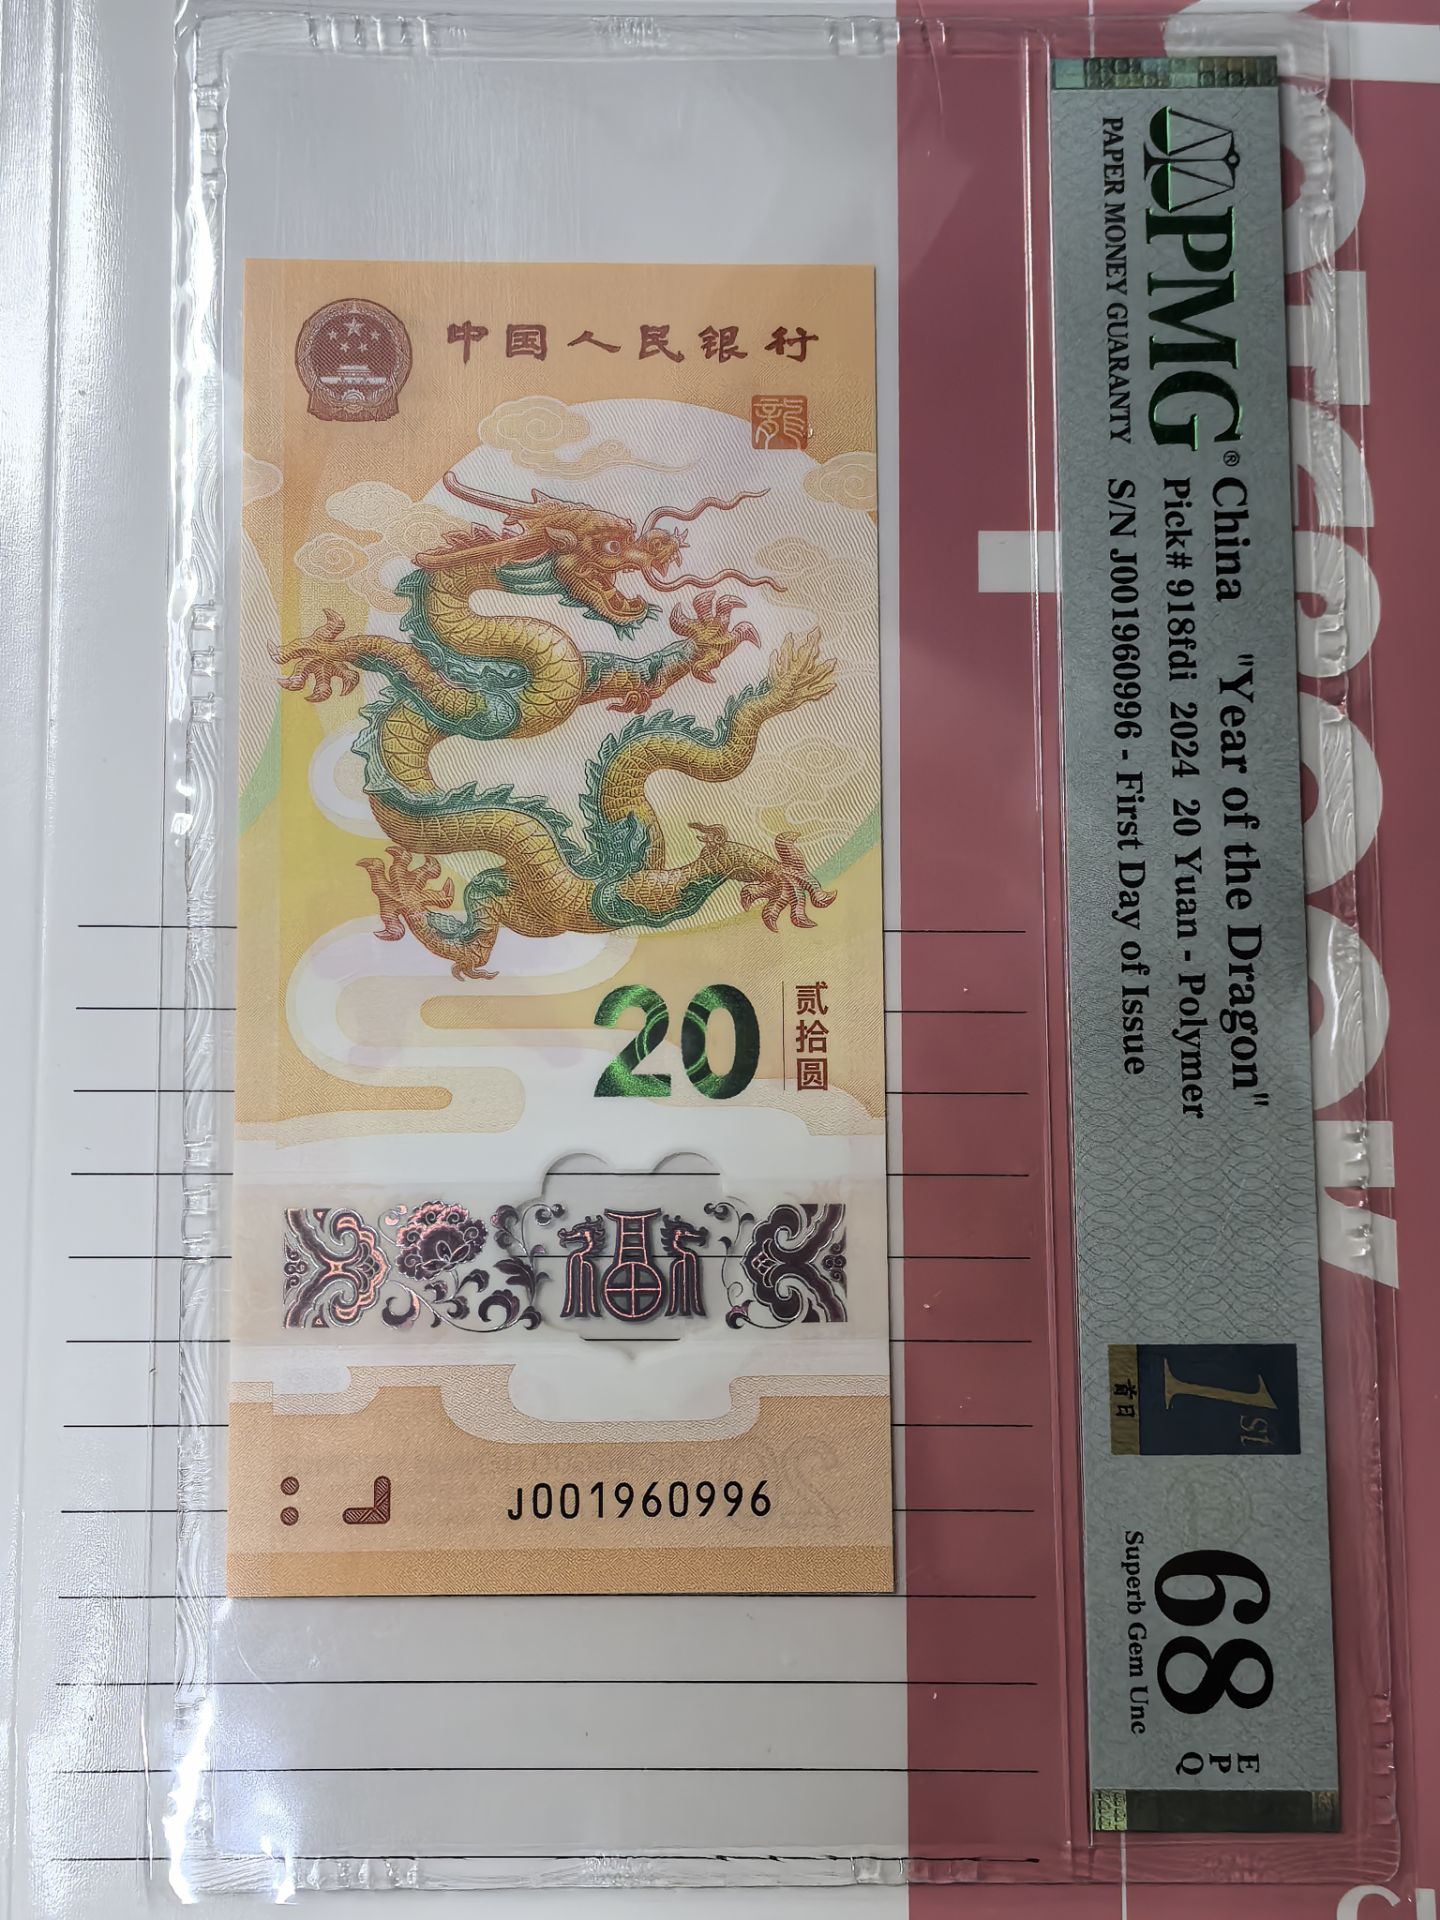 中国人民银行
龍
20
贰拾圆
福
J001960996
PMG®
PAPER MONEY GUARANTY
China "Year of the Dragon"
Pick# 918fdi 2024 20 Yuan - Polymer
S/N J001960996 - First Day of Issue
1st
首日
68
EPQ
Superb Gem Unc